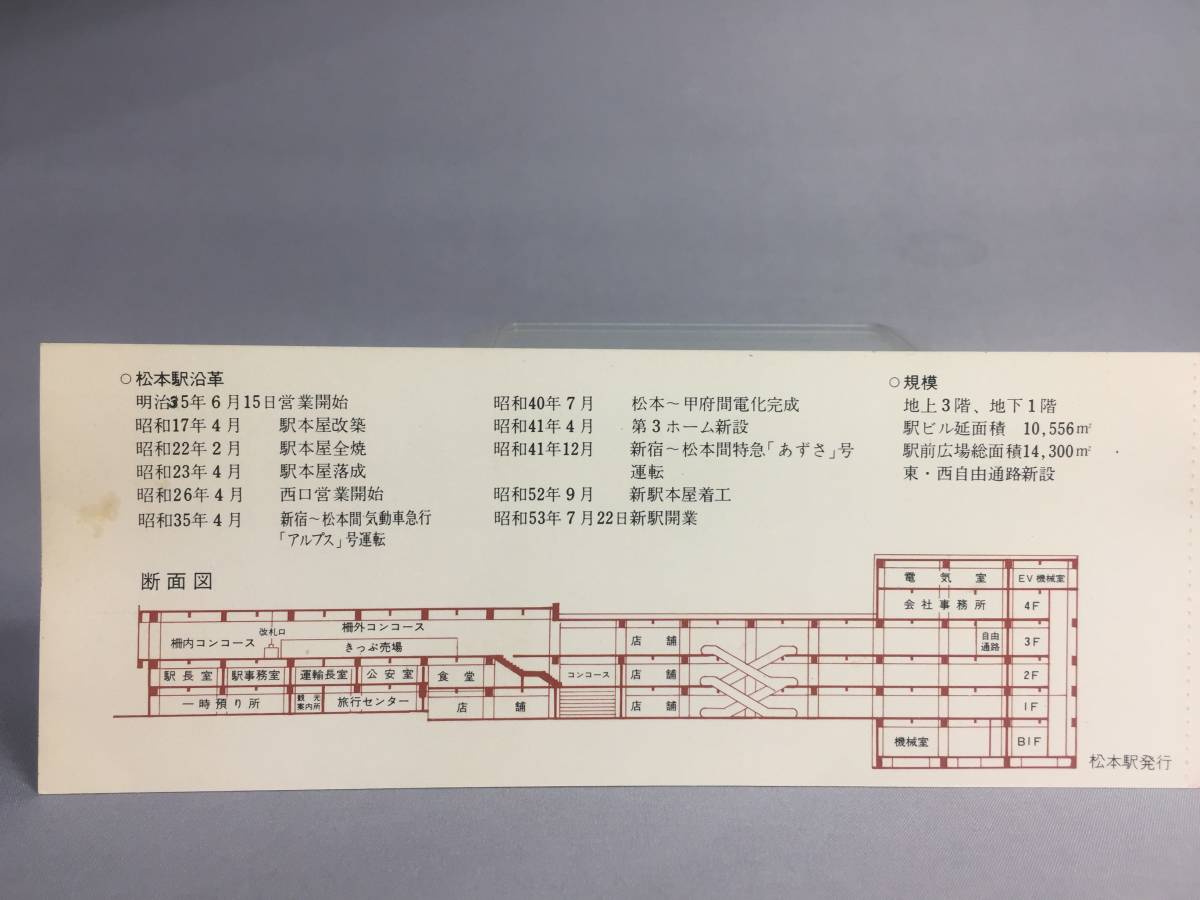 ○松本駅沿革
明治35年6月15日営業開始
昭和17年4月 駅本屋改築
昭和22年2月 駅本屋全焼
昭和23年4月 駅本屋落成
昭和26年4月 西口営業開始
昭和35年4月 新宿~松本間気動車急行
「アルプス」号運転
昭和40年7月 松本~甲府間電化完成
昭和41年4月 第3ホーム新設
昭和41年12月 新宿~松本間特急「あずさ」号
運転
昭和52年9月 新駅本屋着工
昭和53年7月22日新駅開業
○規模
地上3階、地下1階
駅ビル延面積 10,556㎡
駅前広場総面積14,300㎡
東・西自由通路新設
断面図
電気室 EV機械室
会社事務所 4F
柵内コンコース 改札口 柵外コンコース
きっぷ売場
店舗 自由通路 3F
駅長室 駅事務室 運輸長室 公安室 食堂 コンコース 店舗 2F
一時預り所 観光案内所 旅行センター 店舗 店舗 1F
機械室 B1F
松本駅発行